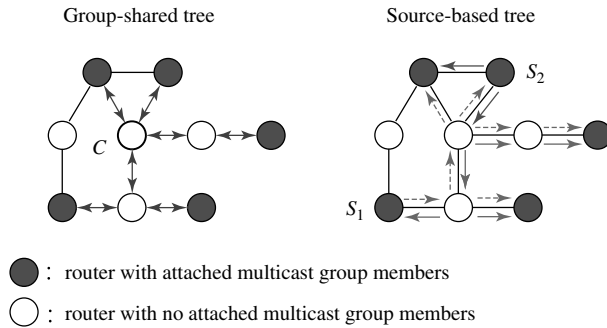 Group-shared tree
Source-based tree
S2
C
S1
: router with attached multicast group members
: router with no attached multicast group members